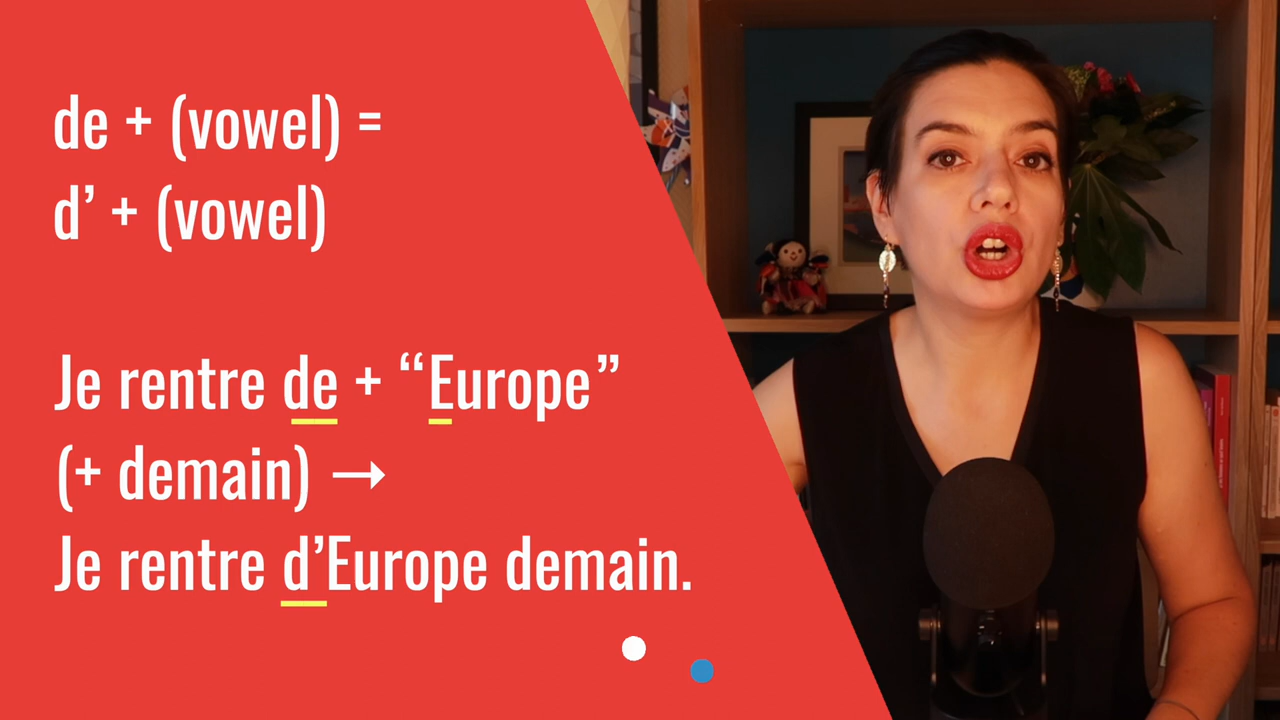 de + (vowel) =
d’ + (vowel)
Je rentre de + “Europe”
(+ demain) →
Je rentre d’Europe demain.